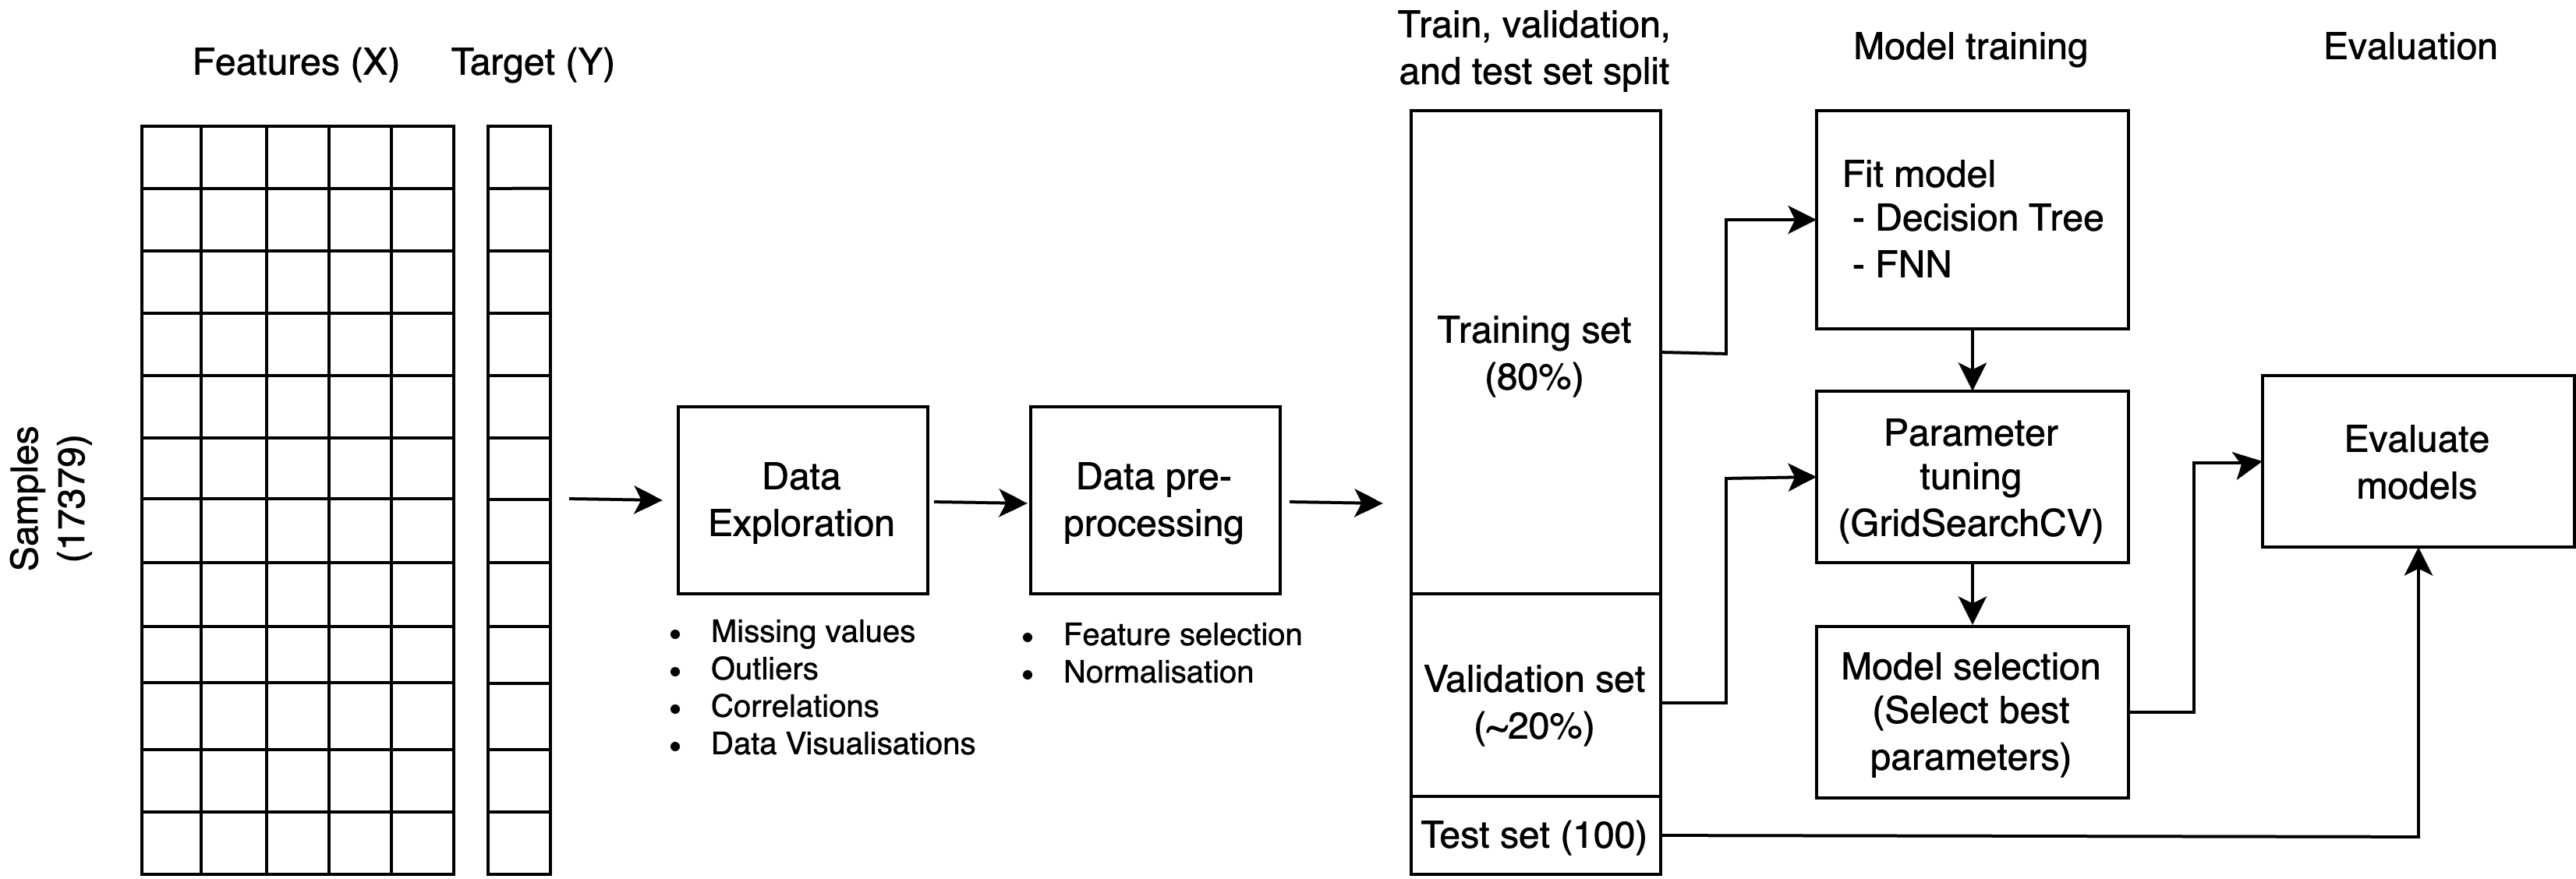 Features (X)
Target (Y)
Samples
(17379)
Data
Exploration
• Missing values
• Outliers
• Correlations
• Data Visualisations
Data pre-
processing
• Feature selection
• Normalisation
Train, validation,
and test set split
Training set
(80%)
Validation set
(~20%)
Test set (100)
Model training
Fit model
- Decision Tree
- FNN
Parameter
tuning
(GridSearchCV)
Model selection
(Select best
parameters)
Evaluation
Evaluate
models